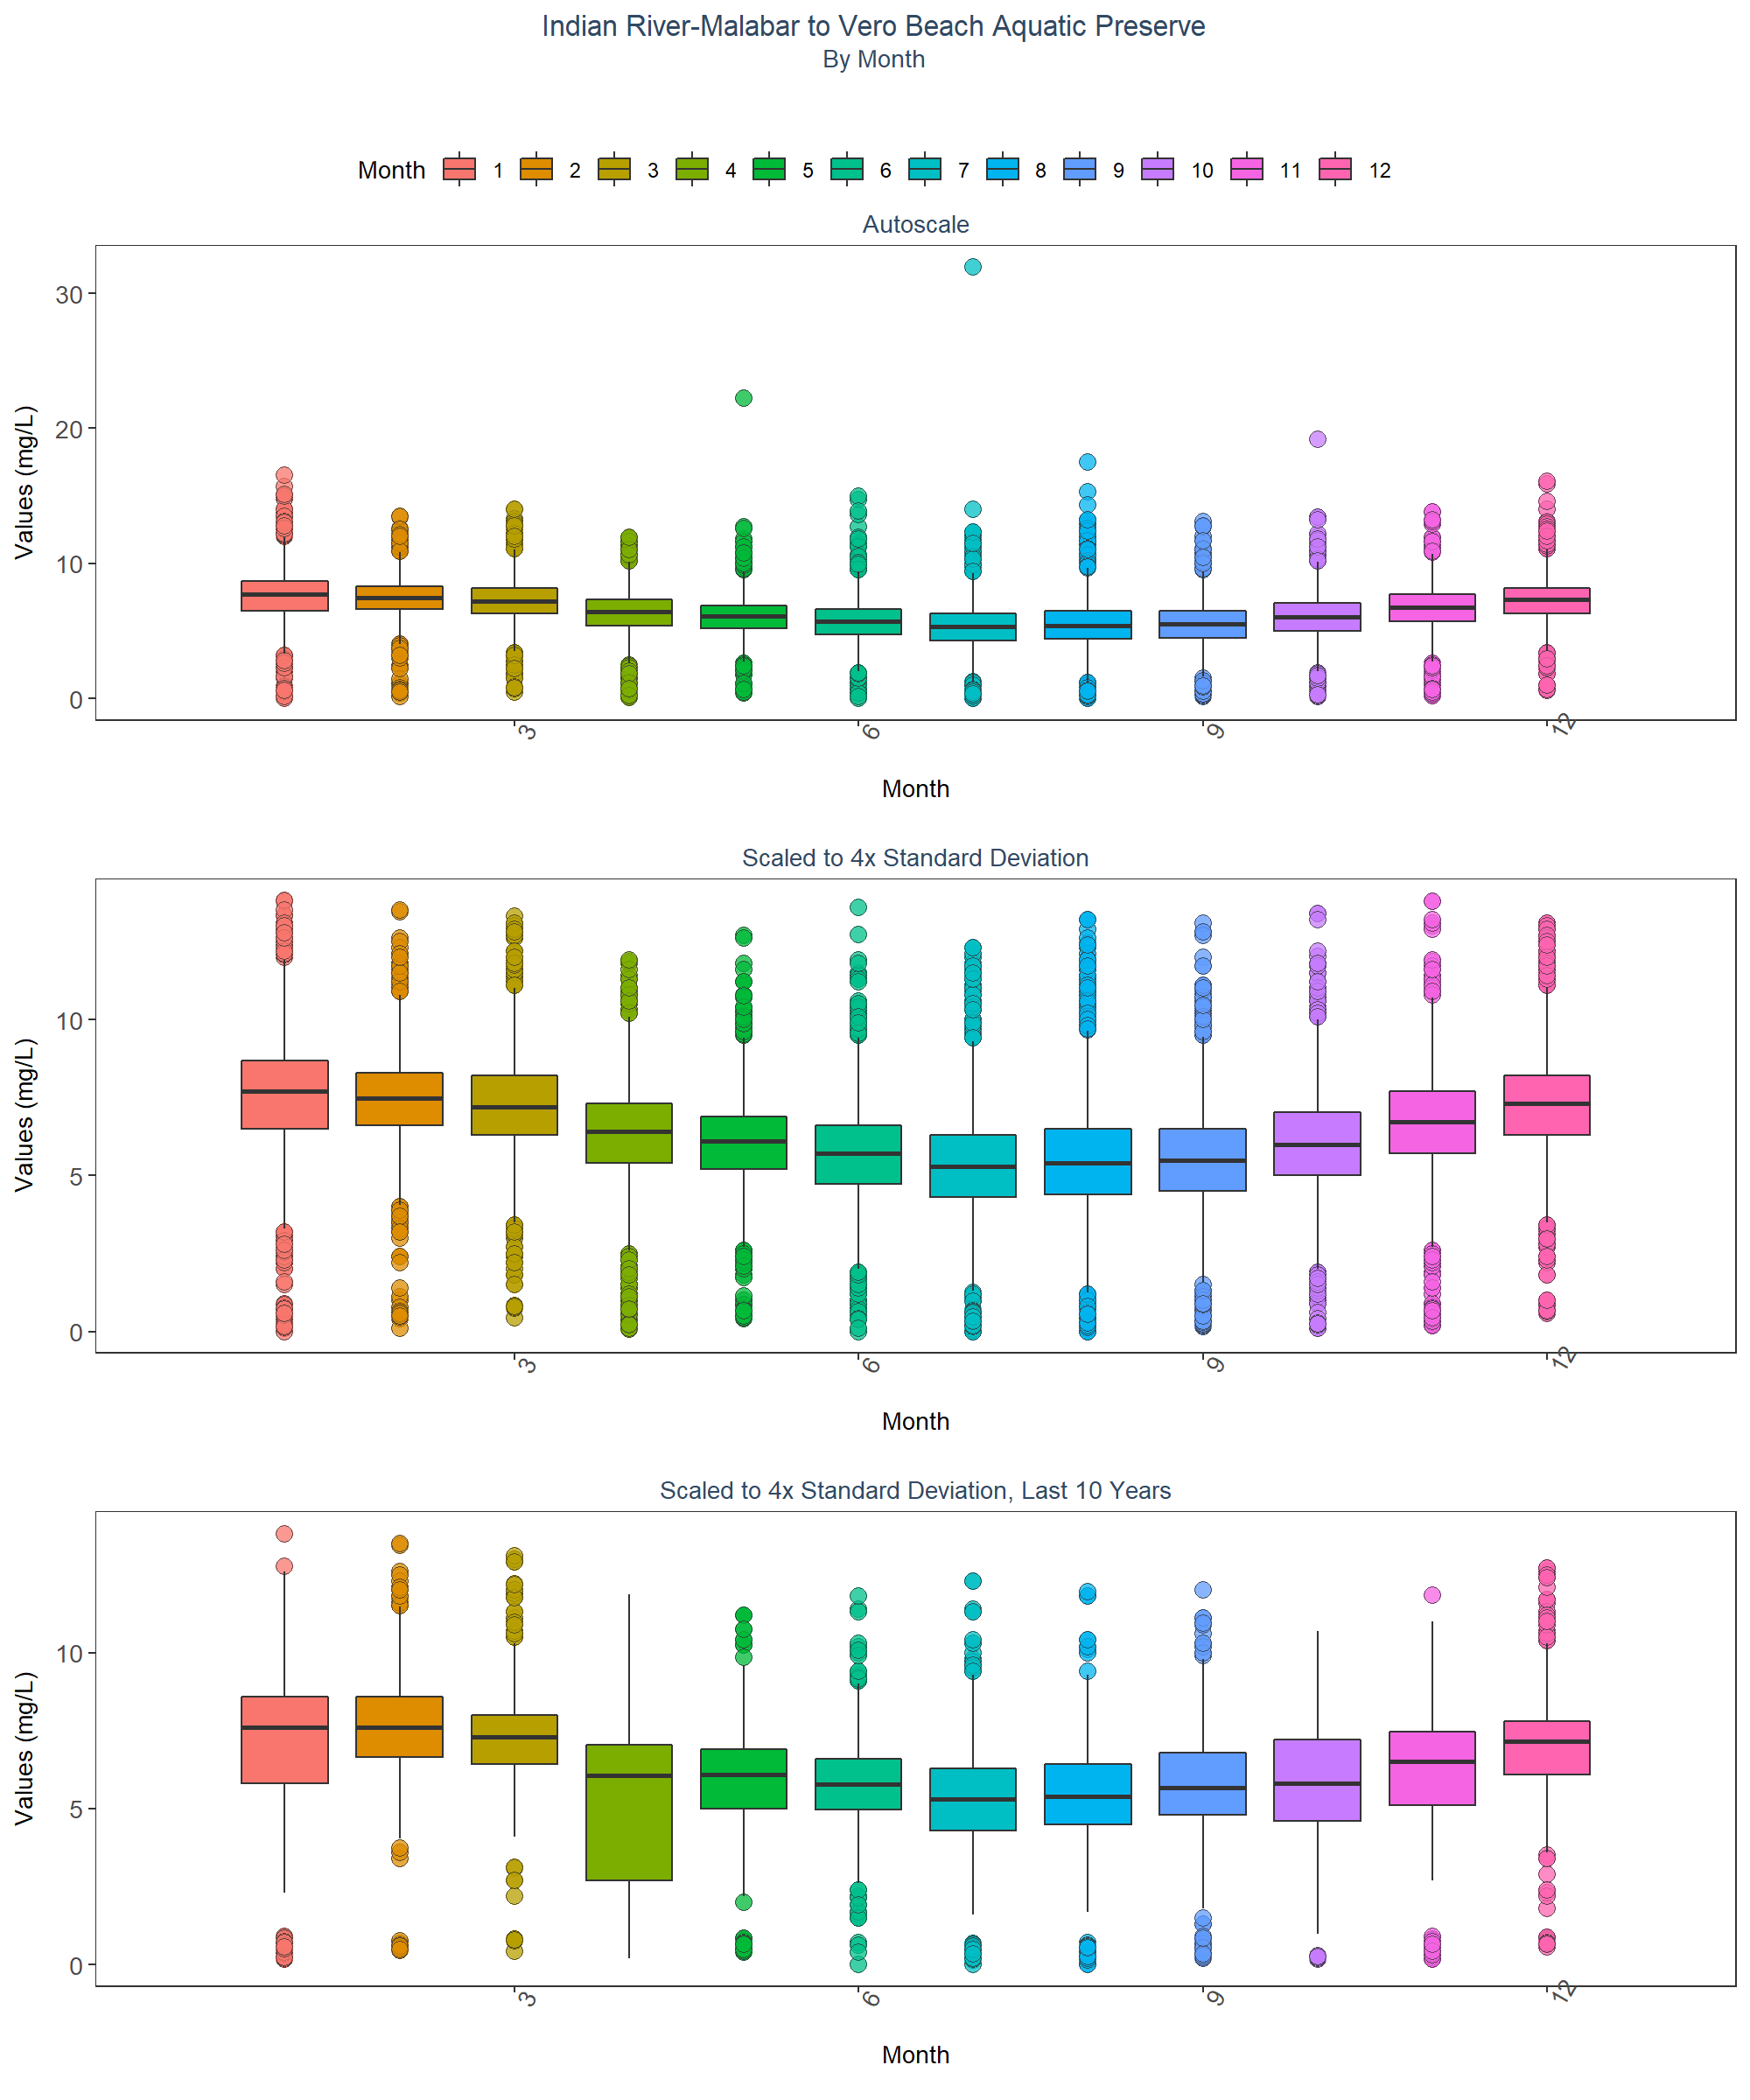 Indian River-Malabar to Vero Beach Aquatic Preserve
By Month
Month 1 2 3 4 5 6 7 8 9 10 11 12
Autoscale
Values (mg/L)
30
20
10
0
3 6 9 12
Month
Scaled to 4x Standard Deviation
Values (mg/L)
10
5
0
3 6 9 12
Month
Scaled to 4x Standard Deviation, Last 10 Years
Values (mg/L)
10
5
0
3 6 9 12
Month